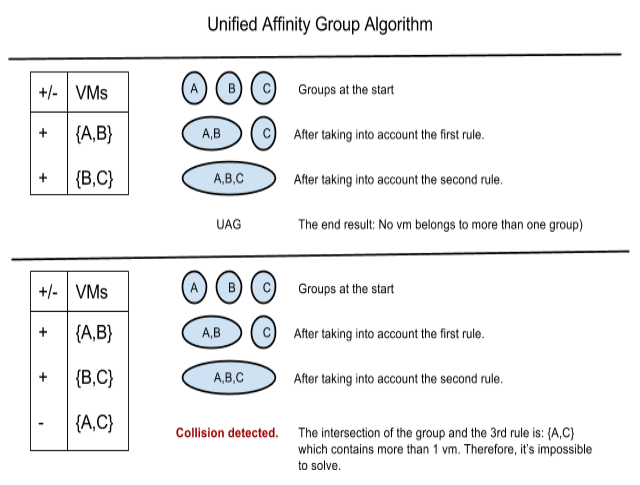 Unified Affinity Group Algorithm
+/- VMs A B C Groups at the start
+ {A,B} A,B C After taking into account the first rule.
+ {B,C} A,B,C After taking into account the second rule.
UAG The end result: No vm belongs to more than one group)
+/- VMs A B C Groups at the start
+ {A,B} A,B C After taking into account the first rule.
+ {B,C} A,B,C After taking into account the second rule.
- {A,C} Collision detected. The intersection of the group and the 3rd rule is: {A,C}
which contains more than 1 vm. Therefore, it's impossible
to solve.